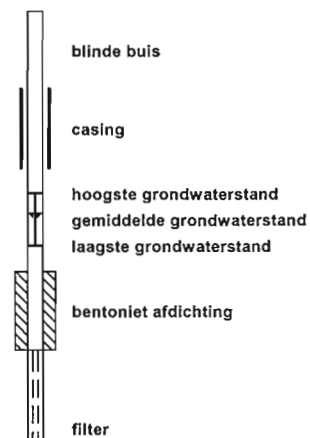 blinde buis
casing
hoogste grondwaterstand
gemiddelde grondwaterstand
laagste grondwaterstand
bentoniet afdichting
filter